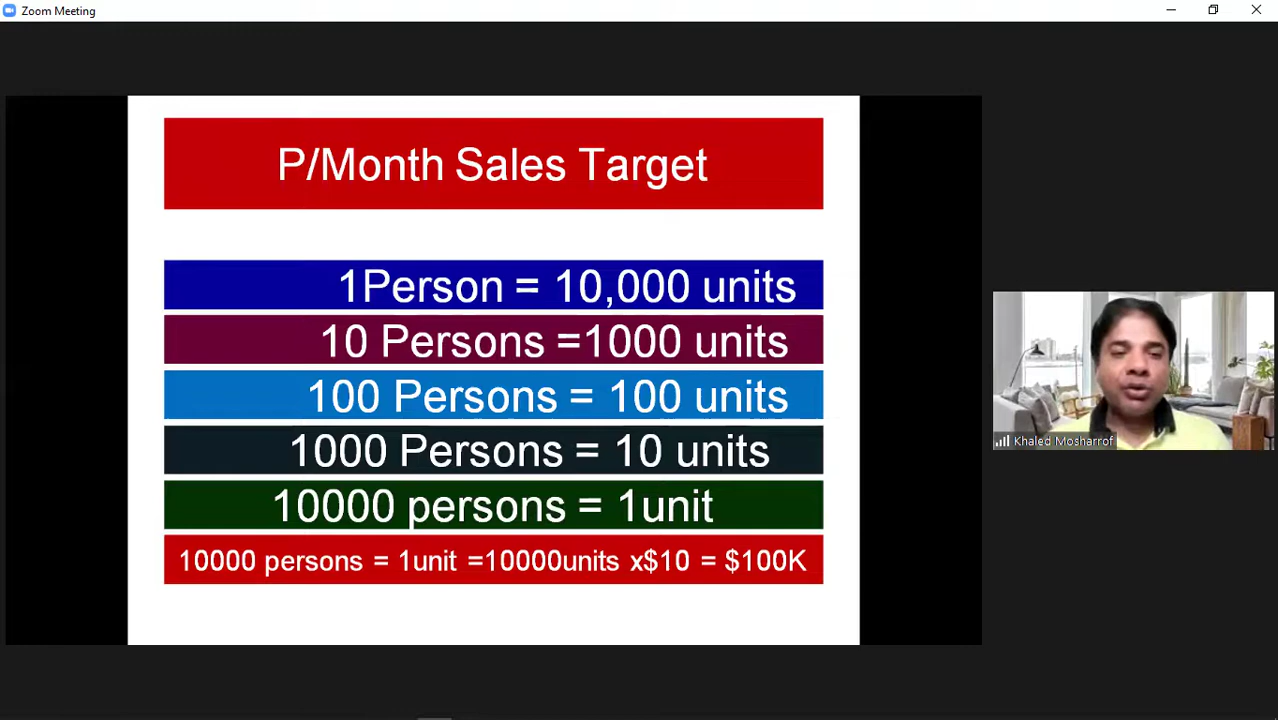 Zoom Meeting
P/Month Sales Target
1Person = 10,000 units
10 Persons =1000 units
100 Persons = 100 units
1000 Persons = 10 units
10000 persons = 1unit
10000 persons = 1unit =10000units x$10 = $100K
Khaled Mosharrof